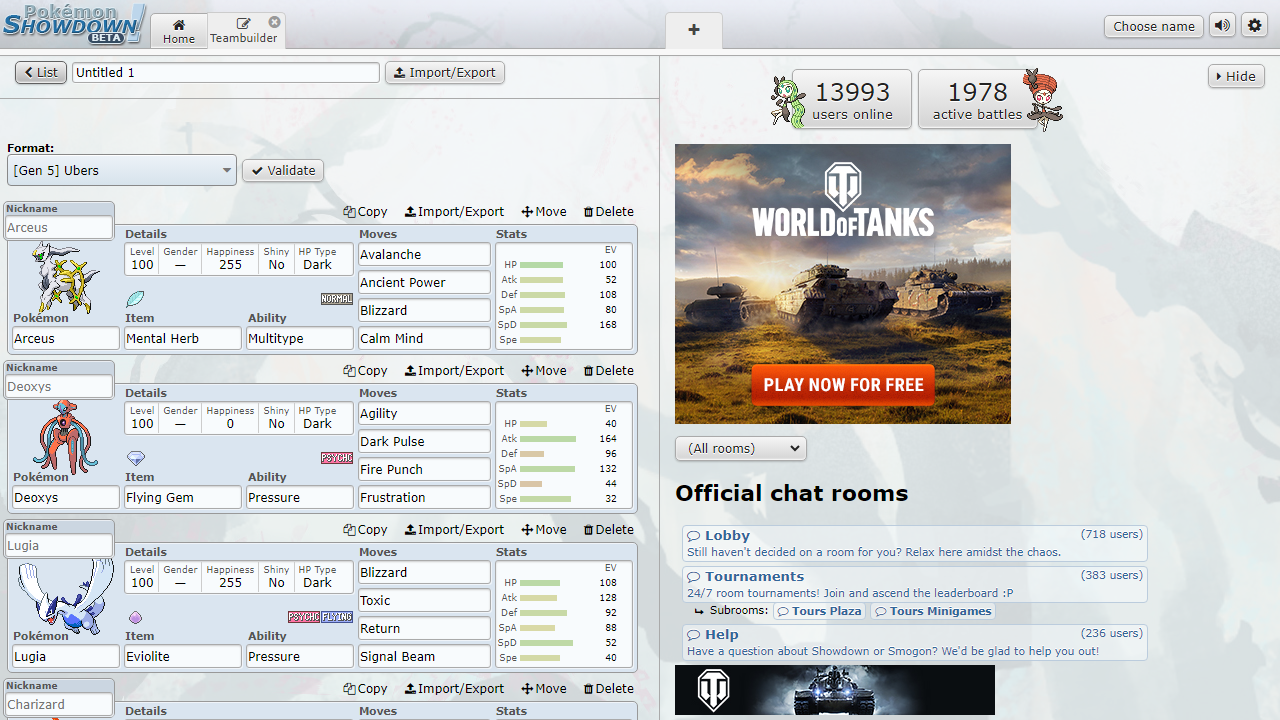 Pokémon
SHOWDOWN!
BETA
Home
Teambuilder
+
Choose name
List
Untitled 1
Import/Export
Format:
[Gen 5] Ubers
Validate
Nickname
Arceus
Copy Import/Export Move Delete
Details Moves Stats
Level Gender Happiness Shiny HP Type
100 — 255 No Dark
NORMAL
Pokémon Item Ability
Arceus Mental Herb Multitype
Avalanche
Ancient Power
Blizzard
Calm Mind
EV
HP 100
Atk 52
Def 108
SpA 80
SpD 168
Spe
Nickname
Deoxys
Copy Import/Export Move Delete
Details Moves Stats
Level Gender Happiness Shiny HP Type
100 — 0 No Dark
PSYCHC
Pokémon Item Ability
Deoxys Flying Gem Pressure
Agility
Dark Pulse
Fire Punch
Frustration
EV
HP 40
Atk 164
Def 96
SpA 132
SpD 44
Spe 32
Nickname
Lugia
Copy Import/Export Move Delete
Details Moves Stats
Level Gender Happiness Shiny HP Type
100 — 255 No Dark
PSYCHC FLYING
Pokémon Item Ability
Lugia Eviolite Pressure
Blizzard
Toxic
Return
Signal Beam
EV
HP 108
Atk 128
Def 92
SpA 88
SpD 52
Spe 40
Nickname
Charizard
Copy Import/Export Move Delete
Details Moves Stats
13993
users online
1978
active battles
Hide
WORLD OF TANKS
PLAY NOW FOR FREE
(All rooms)
Official chat rooms
Lobby (718 users)
Still haven't decided on a room for you? Relax here amidst the chaos.
Tournaments (383 users)
24/7 room tournaments! Join and ascend the leaderboard :P
Subrooms: Tours Plaza Tours Minigames
Help (236 users)
Have a question about Showdown or Smogon? We'd be glad to help you out!